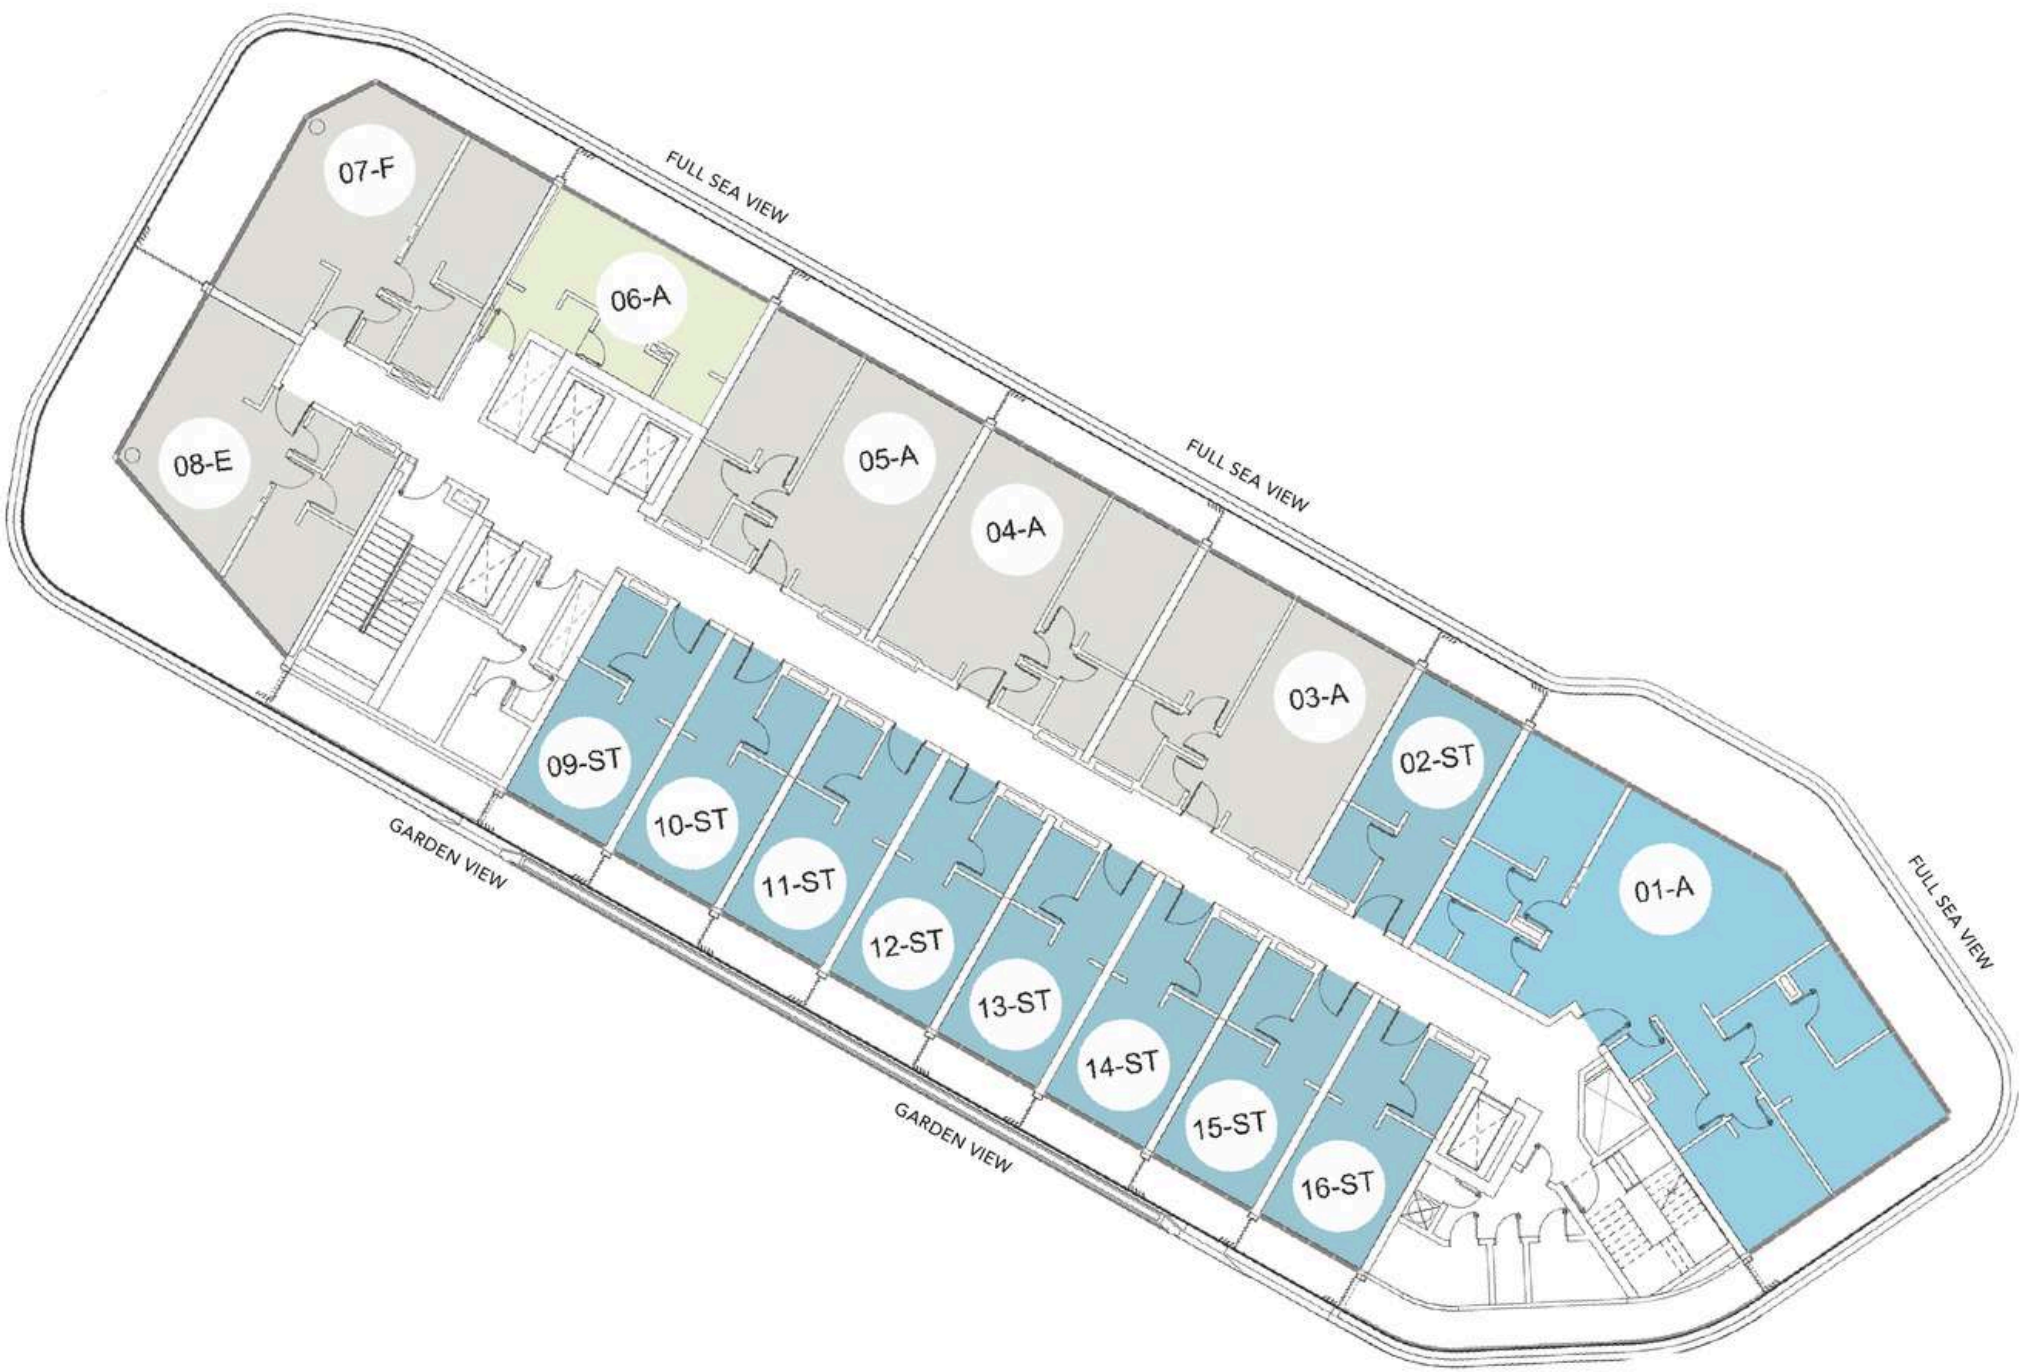 07-F
FULL SEA VIEW
06-A
08-E
05-A
FULL SEA VIEW
04-A
03-A
02-ST
01-A
FULL SEA VIEW
09-ST
10-ST
11-ST
12-ST
13-ST
14-ST
15-ST
16-ST
GARDEN VIEW
GARDEN VIEW